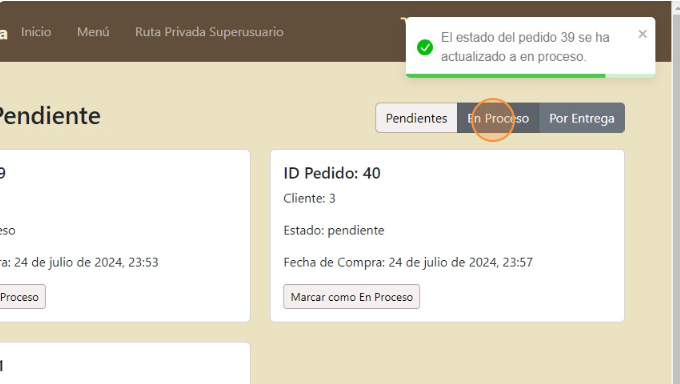 a Inicio Menú Ruta Privada Superusuario
El estado del pedido 39 se ha
actualizado a en proceso.
Pendiente
Pendientes En Proceso Por Entrega
9
ID Pedido: 40
Cliente: 3
eso
Estado: pendiente
ra: 24 de julio de 2024, 23:53
Fecha de Compra: 24 de julio de 2024, 23:57
Proceso
Marcar como En Proceso
1